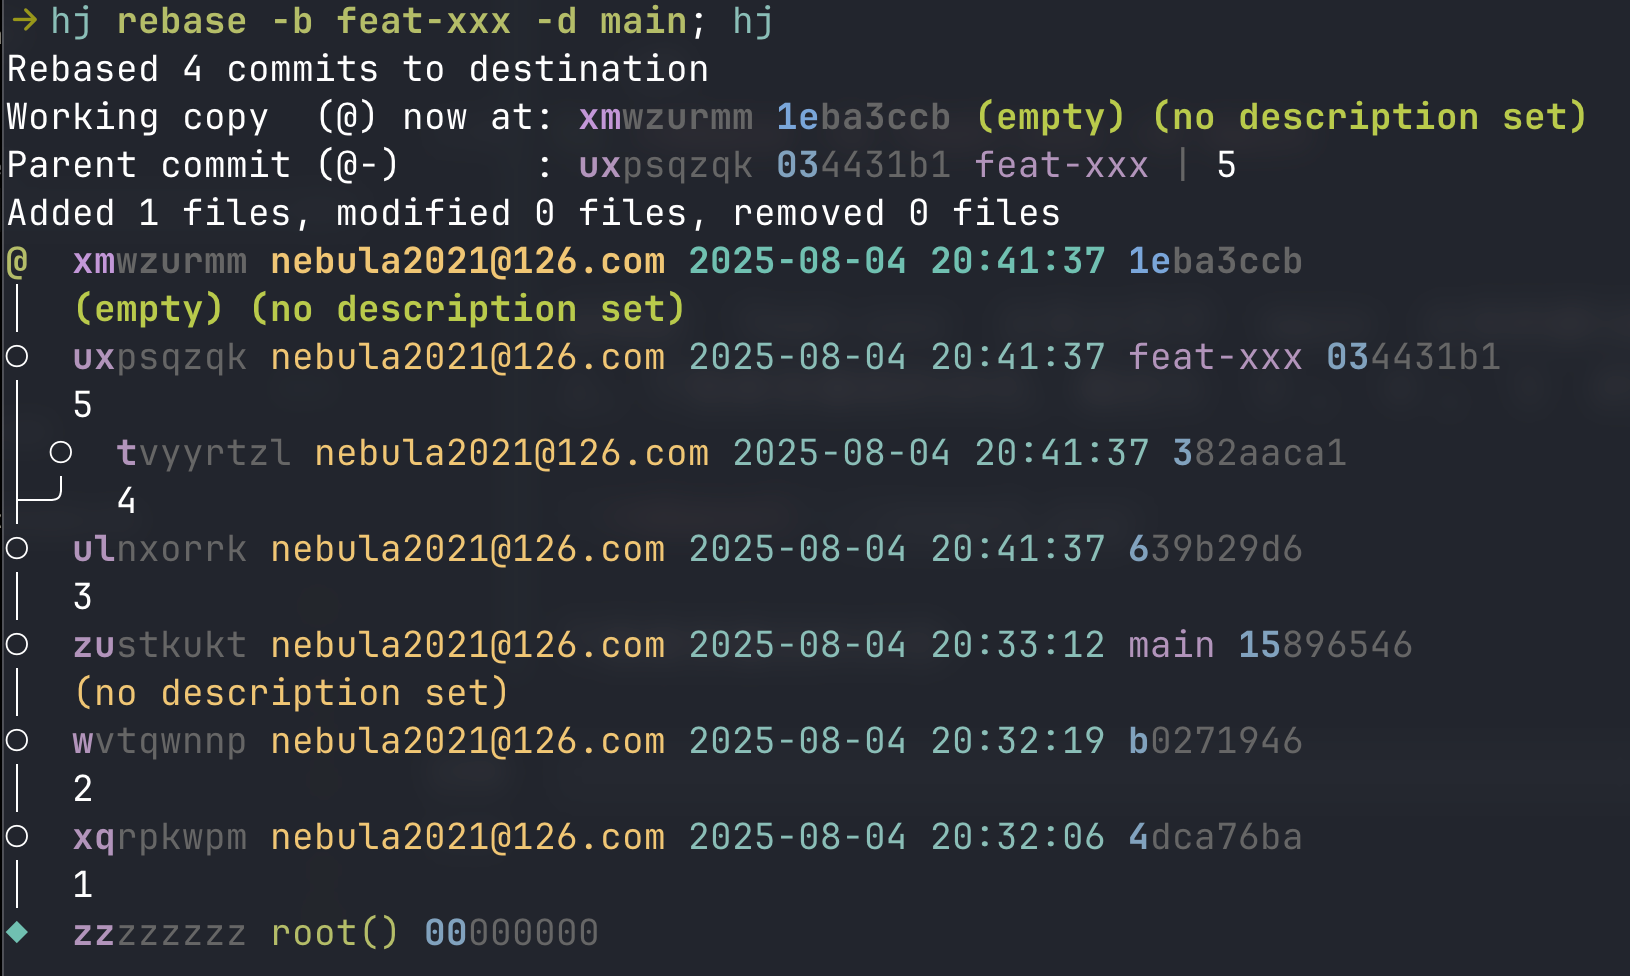 → hj rebase -b feat-xxx -d main; hj
Rebased 4 commits to destination
Working copy  (@) now at: xmwzurmm 1eba3ccb (empty) (no description set)
Parent commit (@-)      : uxpsqzqk 034431b1 feat-xxx | 5
Added 1 files, modified 0 files, removed 0 files
@  xmwzurmm nebula2021@126.com 2025-08-04 20:41:37 1eba3ccb
(empty) (no description set)
uxpsqzqk nebula2021@126.com 2025-08-04 20:41:37 feat-xxx 034431b1
5
tvyyrtzl nebula2021@126.com 2025-08-04 20:41:37 382aaca1
4
ulnxorrk nebula2021@126.com 2025-08-04 20:41:37 639b29d6
3
zustkukt nebula2021@126.com 2025-08-04 20:33:12 main 15896546
(no description set)
wvtqwnnp nebula2021@126.com 2025-08-04 20:32:19 b0271946
2
xqrpkwpm nebula2021@126.com 2025-08-04 20:32:06 4dca76ba
1
zzzzzzzz root() 00000000